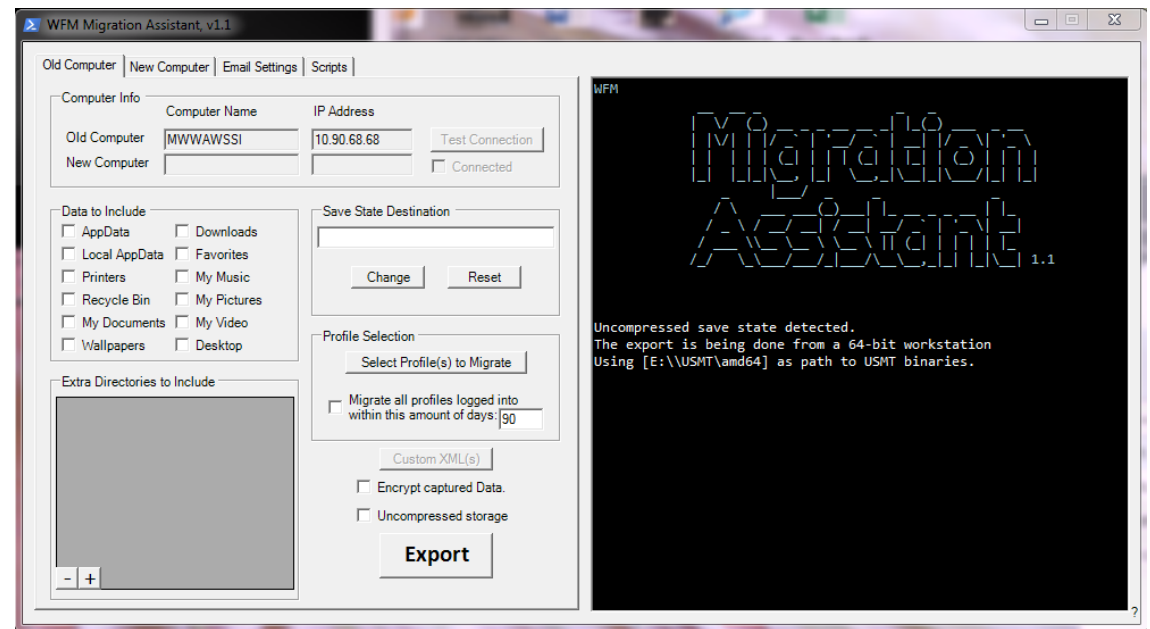 WFM Migration Assistant, v1.1
Old Computer New Computer Email Settings Scripts
Computer Info
Computer Name IP Address
Old Computer MWWAWSSI 10.90.68.68 Test Connection
New Computer Connected
Data to Include
AppData Downloads
Local AppData Favorites
Printers My Music
Recycle Bin My Pictures
My Documents My Video
Wallpapers Desktop
Extra Directories to Include
- +
Save State Destination
Change Reset
Profile Selection
Select Profile(s) to Migrate
Migrate all profiles logged into
within this amount of days: 90
Custom XML(s)
Encrypt captured Data.
Uncompressed storage
Export
WFM
Migration
Assistant 1.1
Uncompressed save state detected.
The export is being done from a 64-bit workstation
Using [E:\\USMT\amd64] as path to USMT binaries.
?